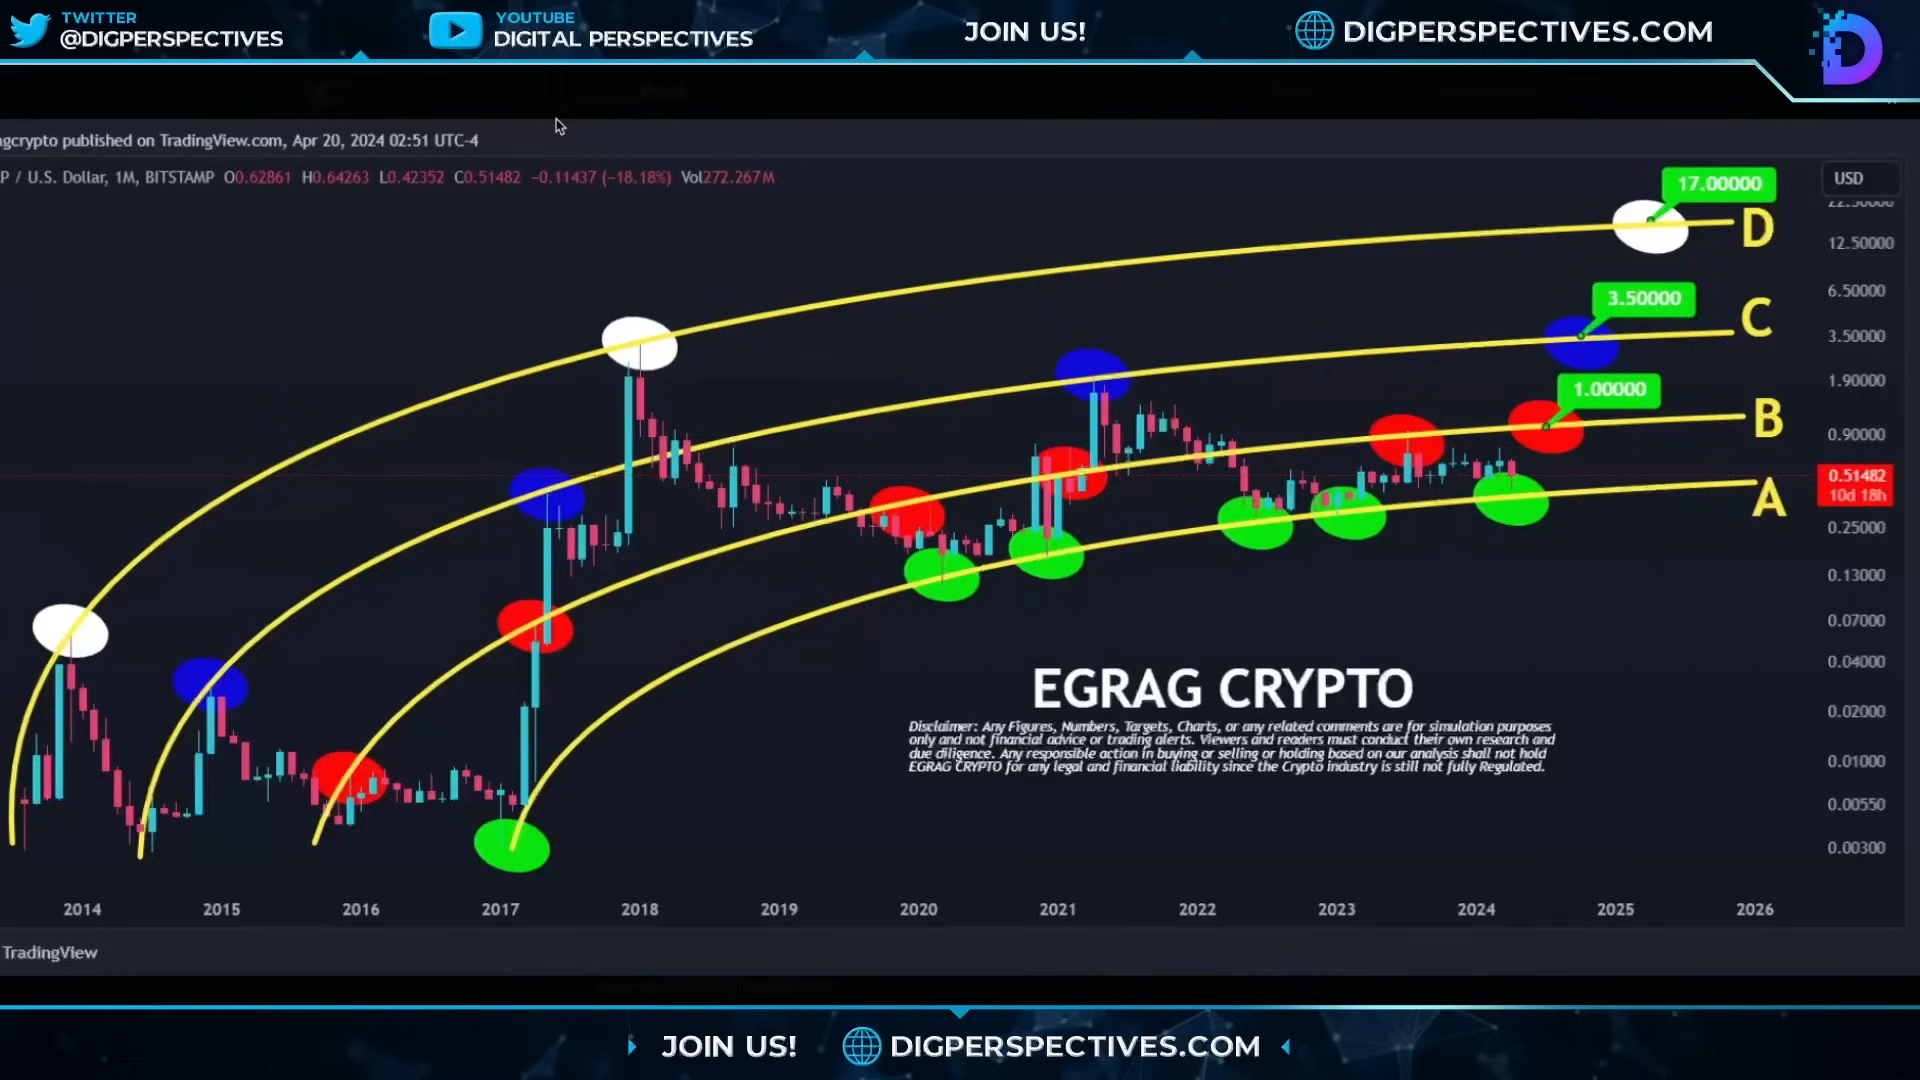 TWITTER
@DIGPERSPECTIVES
YOUTUBE
DIGITAL PERSPECTIVES
JOIN US!
DIGPERSPECTIVES.COM
D
agcrypto published on TradingView.com, Apr 20, 2024 02:51 UTC-4
P / U.S. Dollar, 1M, BITSTAMP O0.62861 H0.64263 L0.42352 C0.51482 −0.11437 (−18.18%) Vol272.267M
USD
17.00000
D
12.50000
6.50000
3.50000
C
3.50000
1.90000
1.00000
B
0.90000
0.51482
10d 18h
A
0.25000
0.13000
0.07000
0.04000
0.02000
0.01000
0.00550
0.00300
EGRAG CRYPTO
Disclaimer: Any Figures, Numbers, Targets, Charts, or any related comments are for simulation purposes
only and not financial advice or trading alerts. Viewers and readers must conduct their own research and
due diligence. Any responsible action in buying or selling or holding based on our analysis shall not hold
EGRAG CRYPTO for any legal and financial liability since the Crypto industry is still not fully Regulated.
2014 2015 2016 2017 2018 2019 2020 2021 2022 2023 2024 2025 2026
TradingView
JOIN US!
DIGPERSPECTIVES.COM